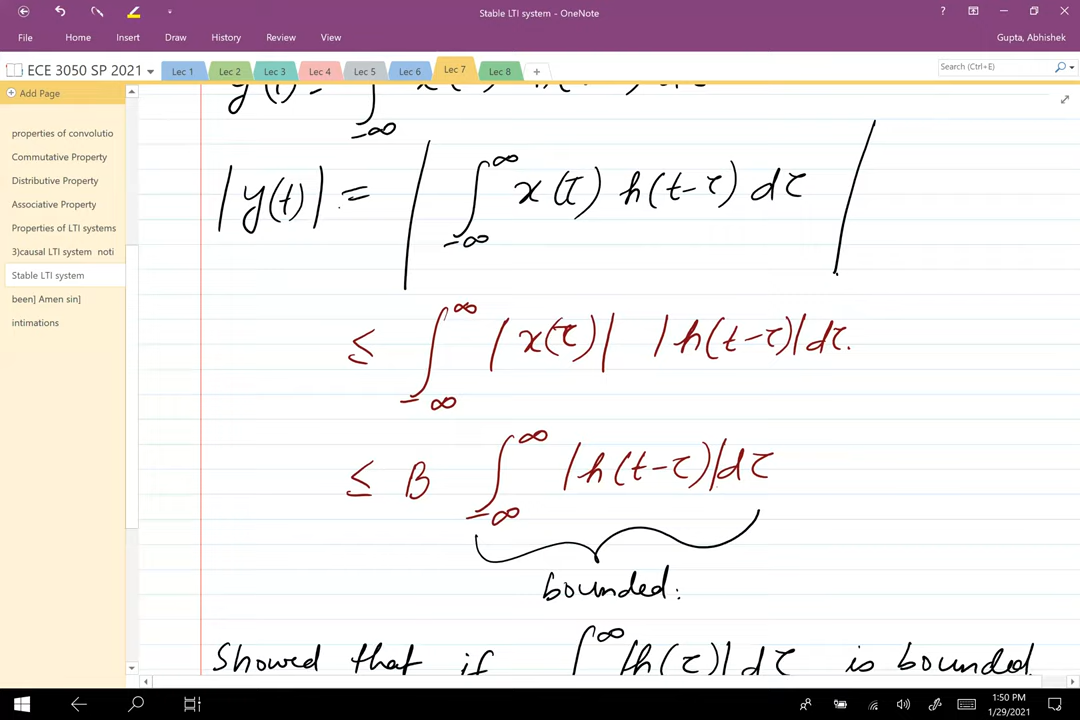 Stable LTI system - OneNote
Gupta, Abhishek
File Home Insert Draw History Review View
ECE 3050 SP 2021 Lec 1 Lec 2 Lec 3 Lec 4 Lec 5 Lec 6 Lec 7 Lec 8 +
Search (Ctrl+E)
Add Page
properties of convolutio
Commutative Property
Distributive Property
Associative Property
Properties of LTI systems
3)causal LTI system noti
Stable LTI system
been] Amen sin]
intimations
|y(t)| = | ∫_{-∞}^{∞} x(τ) h(t-τ) dτ |
≤ ∫_{-∞}^{∞} |x(τ)| |h(t-τ)| dτ.
≤ B ∫_{-∞}^{∞} |h(t-τ)| dτ
bounded.
Showed that if ∫^{∞} |h(τ)| dτ is bounded
1:50 PM
1/29/2021